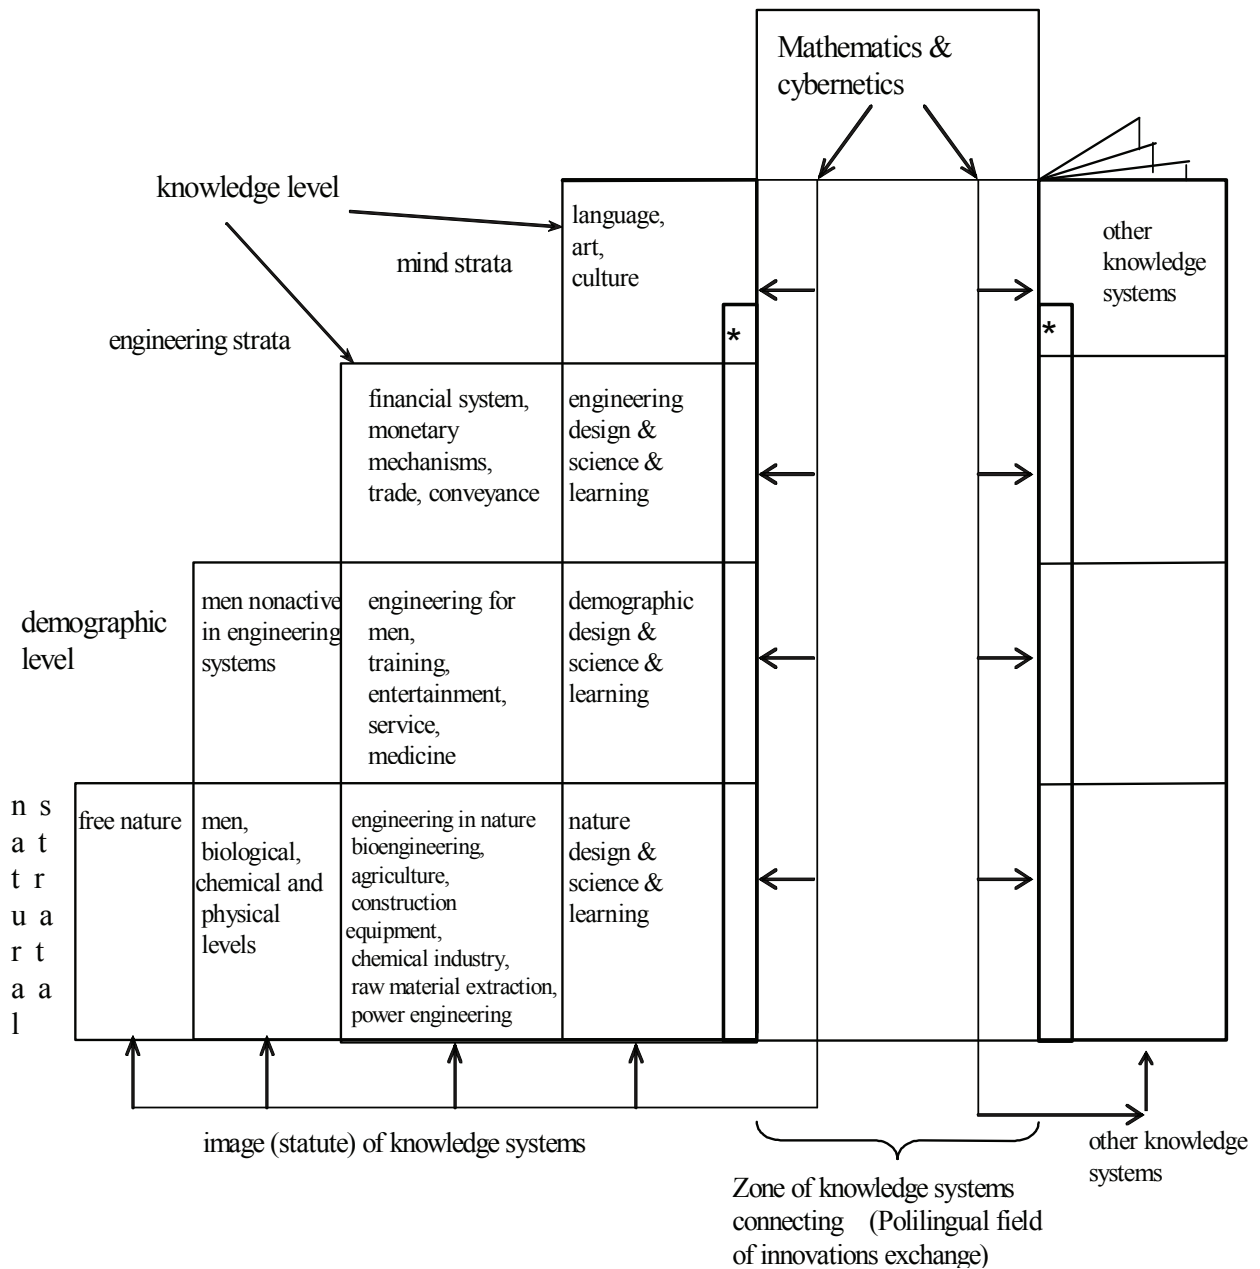 Mathematics &
cybernetics
knowledge level
language,
art,
culture
mind strata
other
knowledge
systems
*
*
engineering strata
financial system,
monetary
mechanisms,
trade, conveyance
engineering
design &
science &
learning
demographic
level
men nonactive
in engineering
systems
engineering for
men,
training,
entertainment,
service,
medicine
demographic
design &
science &
learning
natural
strata
free nature
men,
biological,
chemical and
physical
levels
engineering in nature
bioengineering,
agriculture,
construction
equipment,
chemical industry,
raw material extraction,
power engineering
nature
design &
science &
learning
image (statute) of knowledge systems
other knowledge
systems
Zone of knowledge systems
connecting (Polilingual field
of innovations exchange)